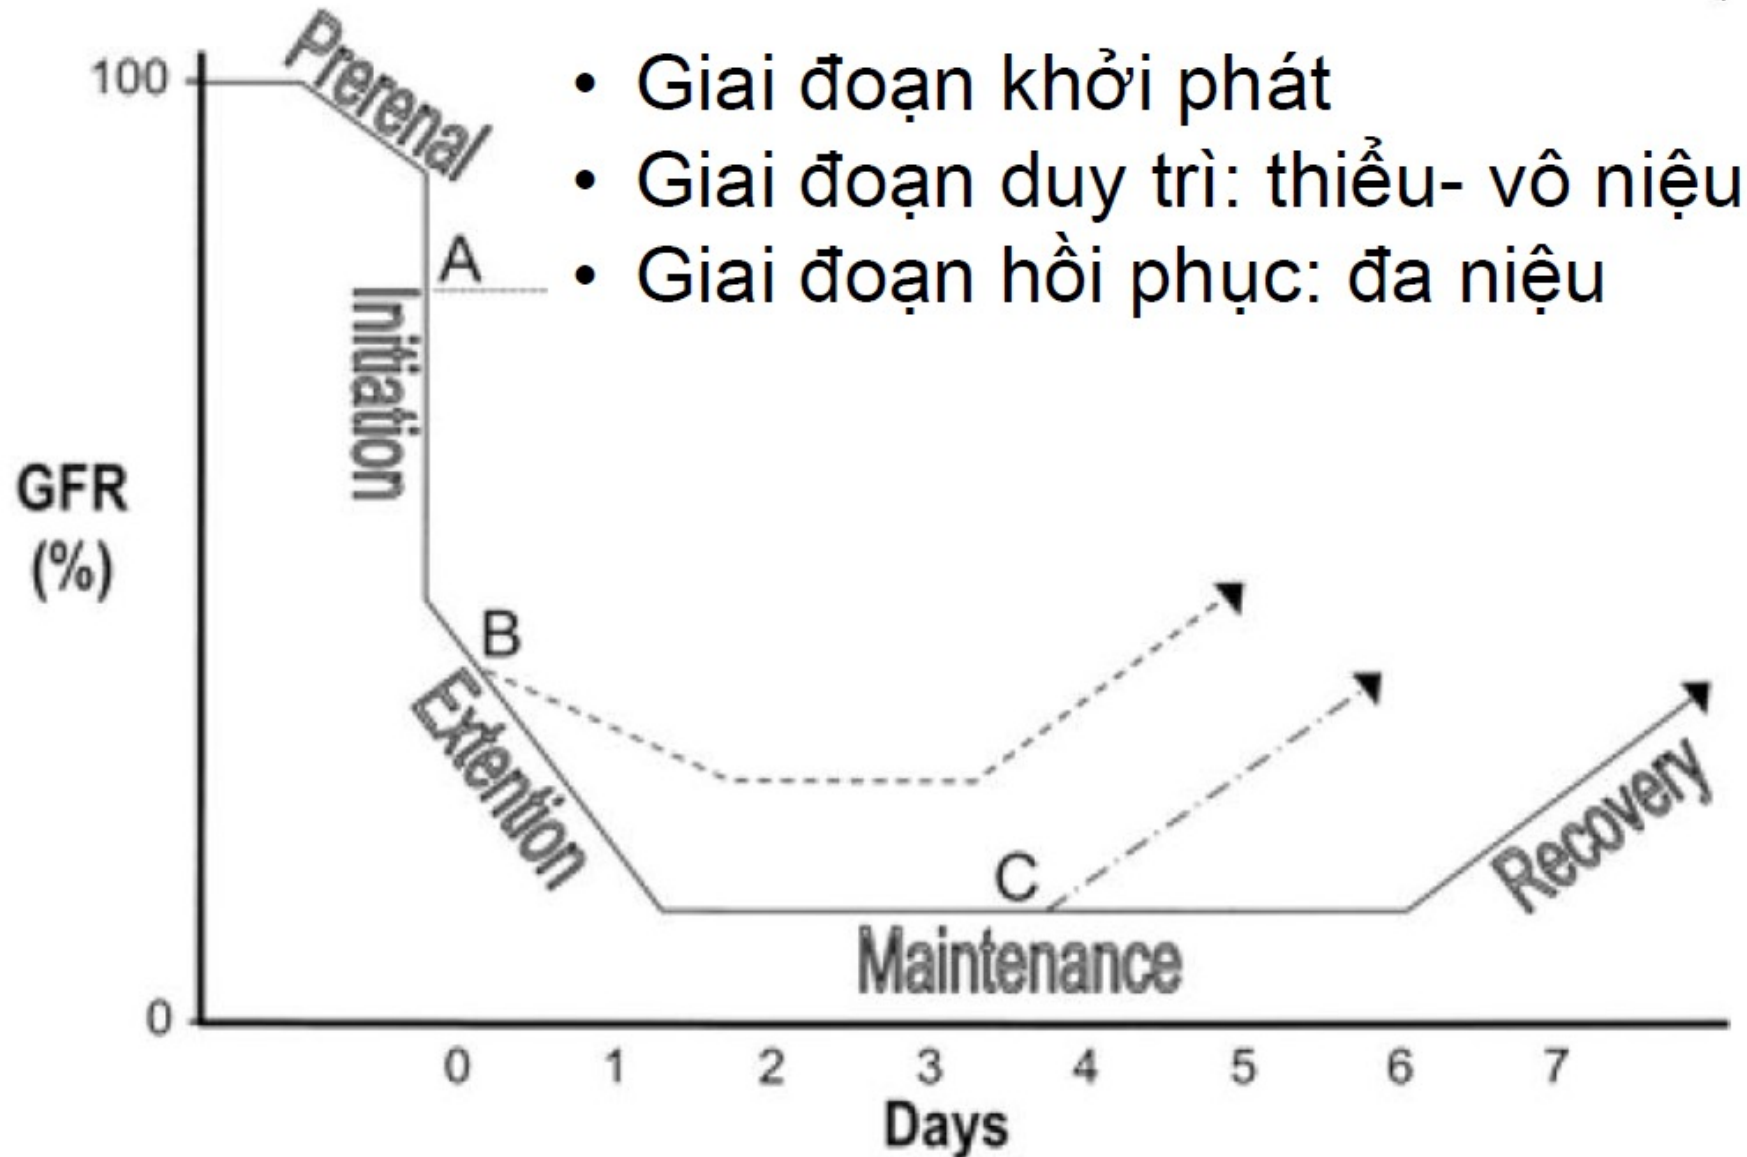 • Giai đoạn khởi phát
• Giai đoạn duy trì: thiểu- vô niệu
• Giai đoạn hồi phục: đa niệu
100
Prerenal
A
Initiation
GFR
(%)
B
Extention
C
Maintenance
Recovery
0
0 1 2 3 4 5 6 7
Days